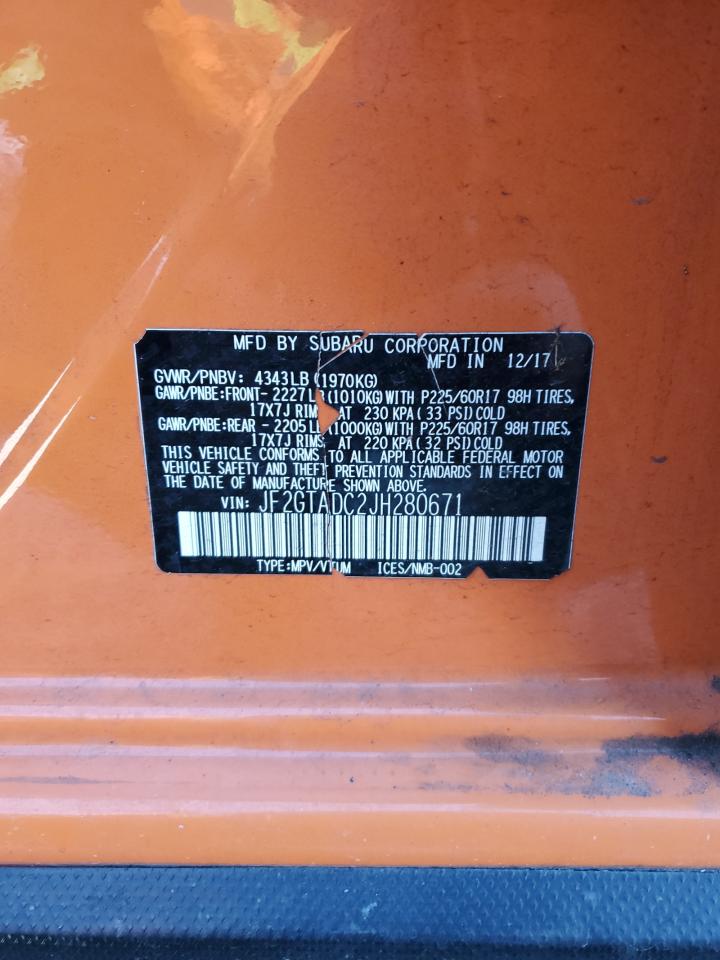 MFD BY SUBARU CORPORATION
MFD IN 12/17
GVWR/PNBV: 4343LB (1970KG)
GAWR/PNBE:FRONT-2227LB(1010KG)WITH P225/60R17 98H TIRES,
17X7J RIMS, AT 230 KPA(33 PSI)COLD
GAWR/PNBE:REAR -2205LB(1000KG)WITH P225/60R17 98H TIRES,
17X7J RIMS, AT 220 KPA(32 PSI)COLD
THIS VEHICLE CONFORMS TO ALL APPLICABLE FEDERAL MOTOR
VEHICLE SAFETY AND THEFT PREVENTION STANDARDS IN EFFECT ON
THE DATE OF MANUFACTURE SHOWN ABOVE.
VIN: JF2GTADC2JH280671
TYPE:MPV/VTUM ICES/NMB-002